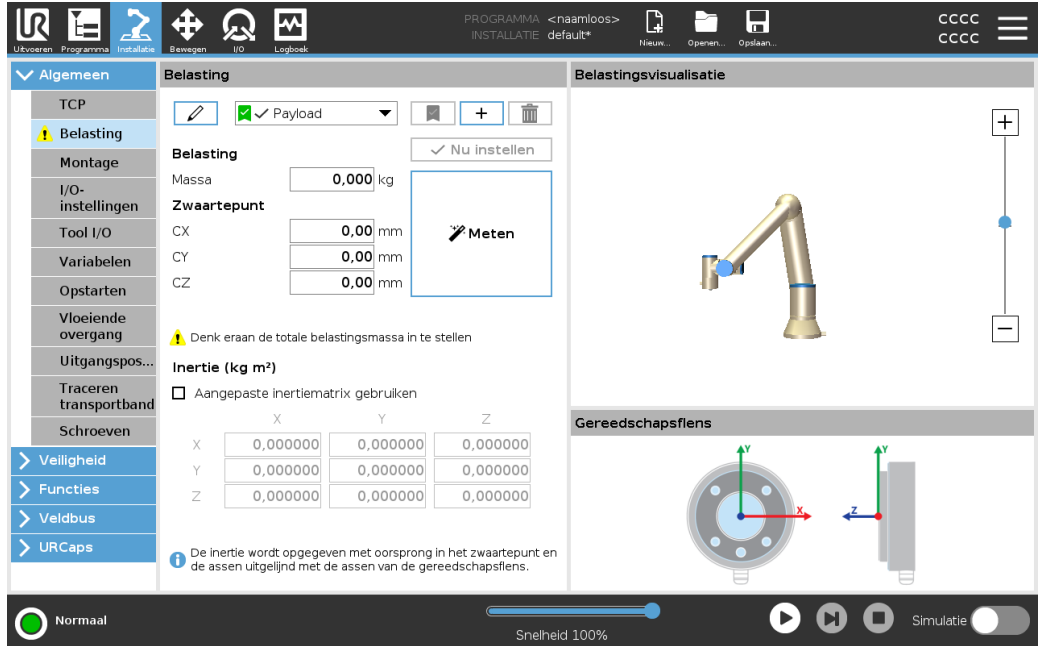 UR
PROGRAMMA <naamloos>
INSTALLATIE default*
CCCC
CCCC
Uitvoeren Programma Installatie Bewegen I/O Logboek Nieuw... Openen... Opslaan...
Algemeen
TCP
Belasting
Montage
I/O-
instellingen
Tool I/O
Variabelen
Opstarten
Vloeiende
overgang
Uitgangspos...
Traceren
transportband
Schroeven
Veiligheid
Functies
Veldbus
URCaps
Belasting
Payload
Nu instellen
Belasting
Massa 0,000 kg
Zwaartepunt
CX 0,00 mm
CY 0,00 mm
CZ 0,00 mm
Meten
Denk eraan de totale belastingsmassa in te stellen
Inertie (kg m²)
Aangepaste inertiematrix gebruiken
X Y Z
X 0,000000 0,000000 0,000000
Y 0,000000 0,000000 0,000000
Z 0,000000 0,000000 0,000000
De inertie wordt opgegeven met oorsprong in het zwaartepunt en
de assen uitgelijnd met de assen van de gereedschapsflens.
Belastingsvisualisatie
Gereedschapsflens
Y
X
Y
Z
Normaal
Snelheid 100%
Simulatie